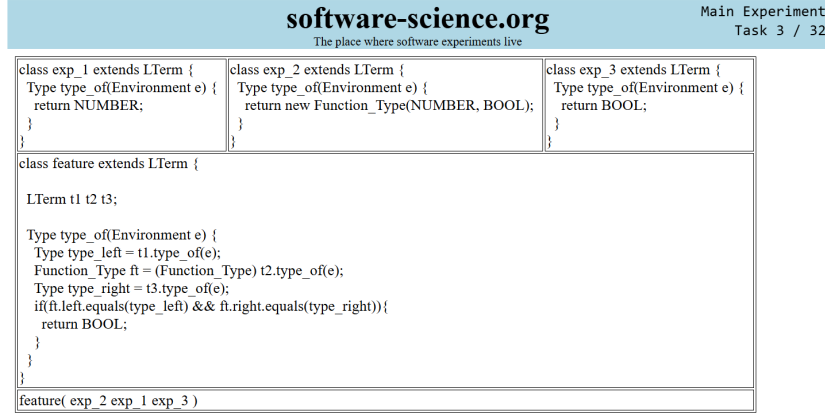 software-science.org
The place where software experiments live
Main Experiment
Task 3 / 32
class exp_1 extends LTerm {
Type type_of(Environment e) {
return NUMBER;
}
}
class exp_2 extends LTerm {
Type type_of(Environment e) {
return new Function_Type(NUMBER, BOOL);
}
}
class exp_3 extends LTerm {
Type type_of(Environment e) {
return BOOL;
}
}
class feature extends LTerm {
LTerm t1 t2 t3;
Type type_of(Environment e) {
Type type_left = t1.type_of(e);
Function_Type ft = (Function_Type) t2.type_of(e);
Type type_right = t3.type_of(e);
if(ft.left.equals(type_left) && ft.right.equals(type_right)){
return BOOL;
}
}
}
feature( exp_2 exp_1 exp_3 )